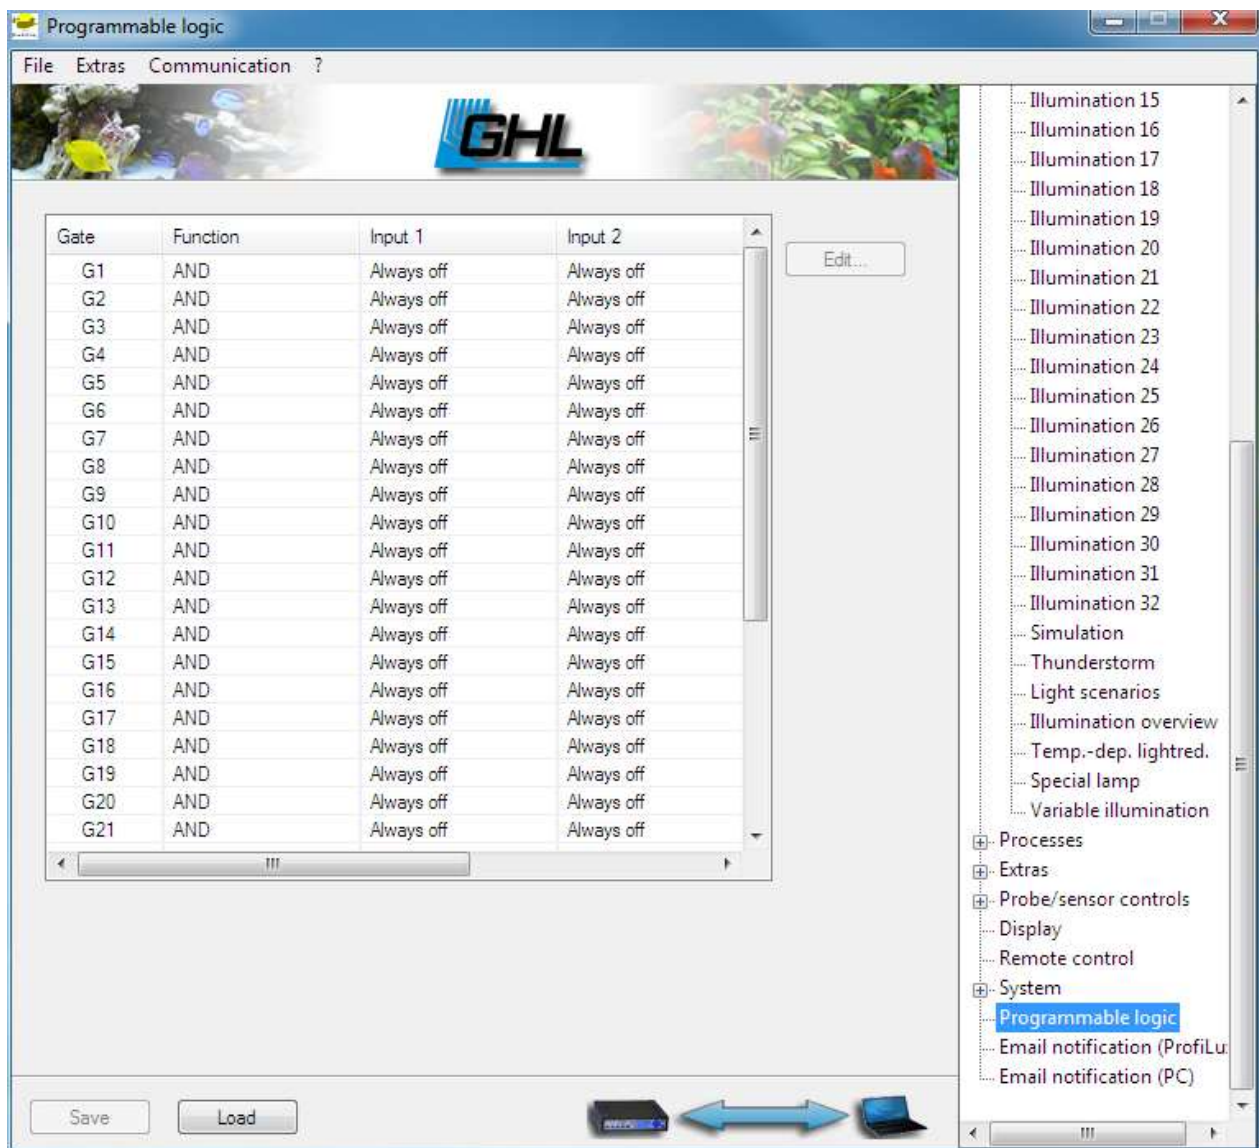 Programmable logic
File Extras Communication ?
GHL
Gate Function Input 1 Input 2
G1 AND Always off Always off
G2 AND Always off Always off
G3 AND Always off Always off
G4 AND Always off Always off
G5 AND Always off Always off
G6 AND Always off Always off
G7 AND Always off Always off
G8 AND Always off Always off
G9 AND Always off Always off
G10 AND Always off Always off
G11 AND Always off Always off
G12 AND Always off Always off
G13 AND Always off Always off
G14 AND Always off Always off
G15 AND Always off Always off
G16 AND Always off Always off
G17 AND Always off Always off
G18 AND Always off Always off
G19 AND Always off Always off
G20 AND Always off Always off
G21 AND Always off Always off
Edit...
Save Load
Illumination 15
Illumination 16
Illumination 17
Illumination 18
Illumination 19
Illumination 20
Illumination 21
Illumination 22
Illumination 23
Illumination 24
Illumination 25
Illumination 26
Illumination 27
Illumination 28
Illumination 29
Illumination 30
Illumination 31
Illumination 32
Simulation
Thunderstorm
Light scenarios
Illumination overview
Temp.-dep. lightred.
Special lamp
Variable illumination
Processes
Extras
Probe/sensor controls
Display
Remote control
System
Programmable logic
Email notification (ProfiLu
Email notification (PC)